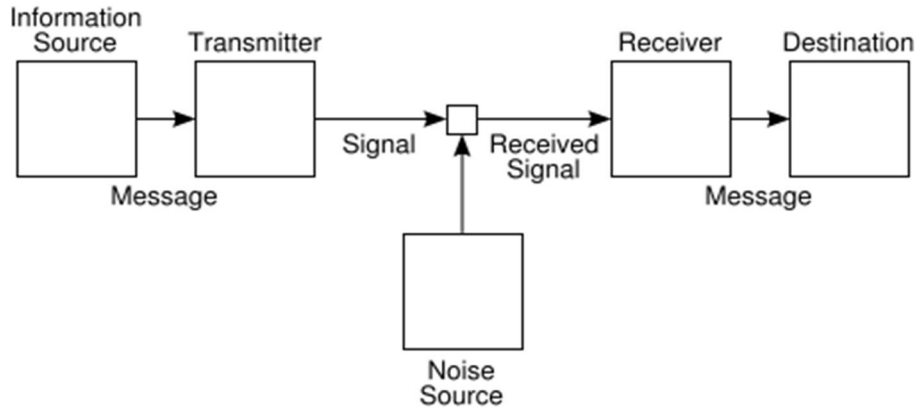 Information
Source
Transmitter
Receiver
Destination
Signal
Received
Signal
Message
Message
Noise
Source